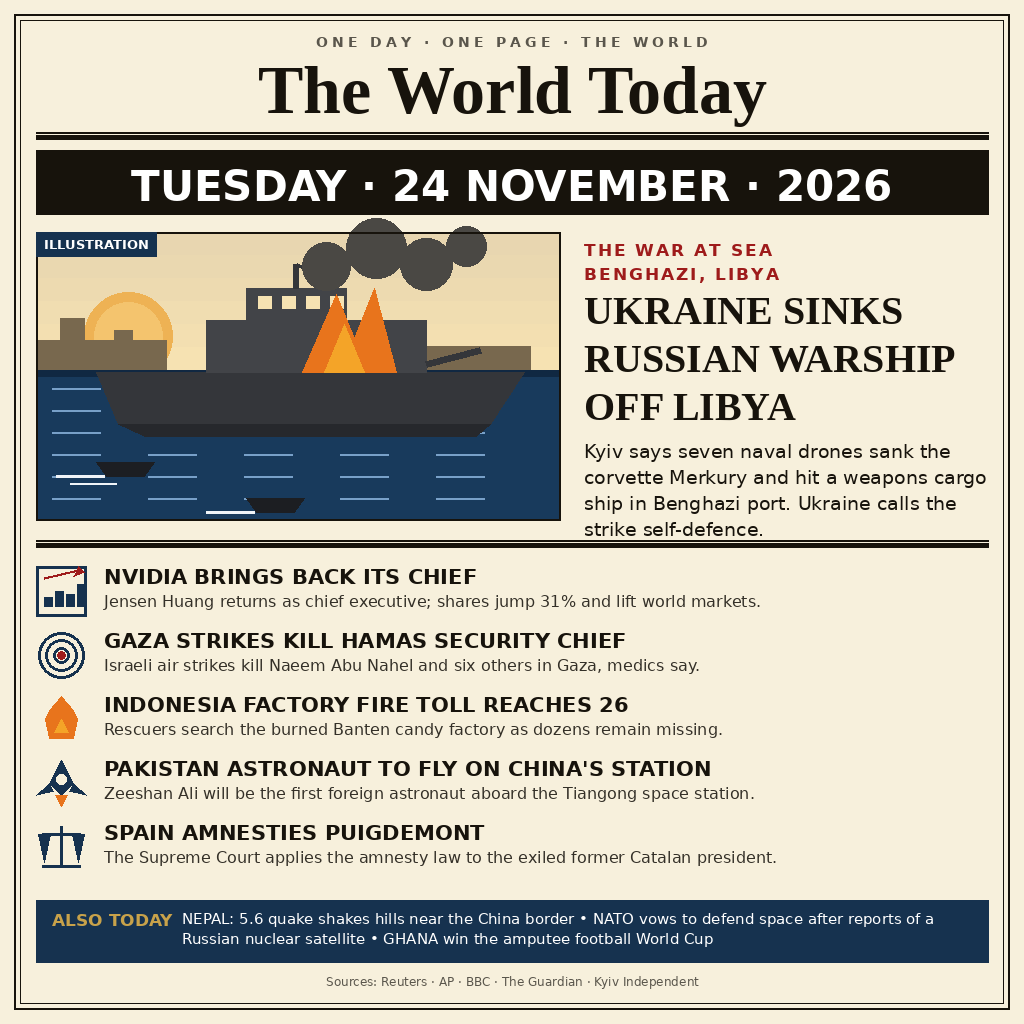 ONE DAY · ONE PAGE · THE WORLD
The World Today
TUESDAY · 24 NOVEMBER · 2026
ILLUSTRATION
THE WAR AT SEA
BENGHAZI, LIBYA
UKRAINE SINKS
RUSSIAN WARSHIP
OFF LIBYA
Kyiv says seven naval drones sank the
corvette Merkury and hit a weapons cargo
ship in Benghazi port. Ukraine calls the
strike self-defence.
NVIDIA BRINGS BACK ITS CHIEF
Jensen Huang returns as chief executive; shares jump 31% and lift world markets.
GAZA STRIKES KILL HAMAS SECURITY CHIEF
Israeli air strikes kill Naeem Abu Nahel and six others in Gaza, medics say.
INDONESIA FACTORY FIRE TOLL REACHES 26
Rescuers search the burned Banten candy factory as dozens remain missing.
PAKISTAN ASTRONAUT TO FLY ON CHINA'S STATION
Zeeshan Ali will be the first foreign astronaut aboard the Tiangong space station.
SPAIN AMNESTIES PUIGDEMONT
The Supreme Court applies the amnesty law to the exiled former Catalan president.
ALSO TODAY NEPAL: 5.6 quake shakes hills near the China border • NATO vows to defend space after reports of a
Russian nuclear satellite • GHANA win the amputee football World Cup
Sources: Reuters · AP · BBC · The Guardian · Kyiv Independent